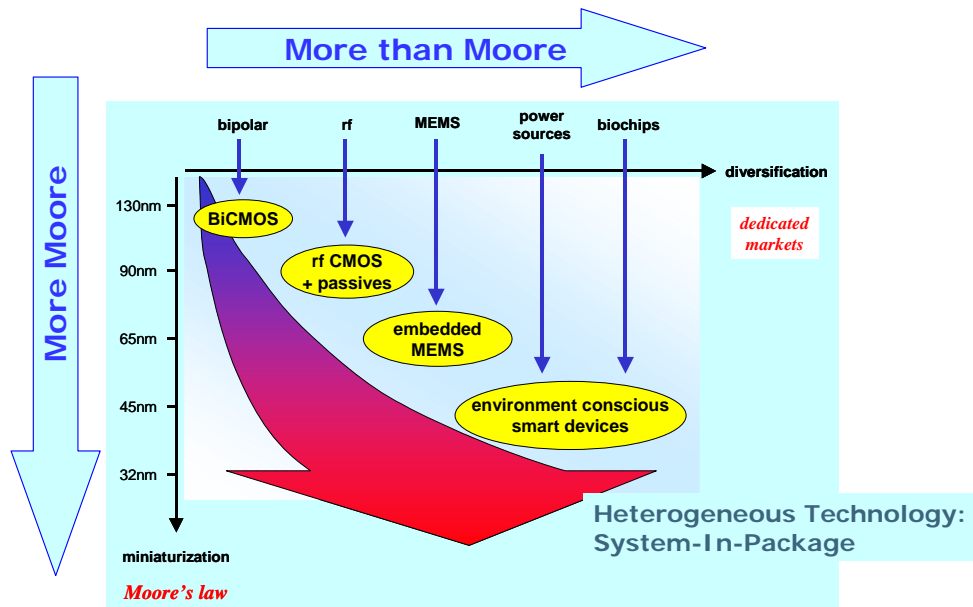 More than Moore
More Moore
bipolar
rf
MEMS
power
sources
biochips
diversification
130nm
BiCMOS
dedicated
markets
rf CMOS
+ passives
90nm
embedded
MEMS
65nm
45nm
environment conscious
smart devices
32nm
Heterogeneous Technology:
System-In-Package
miniaturization
Moore's law